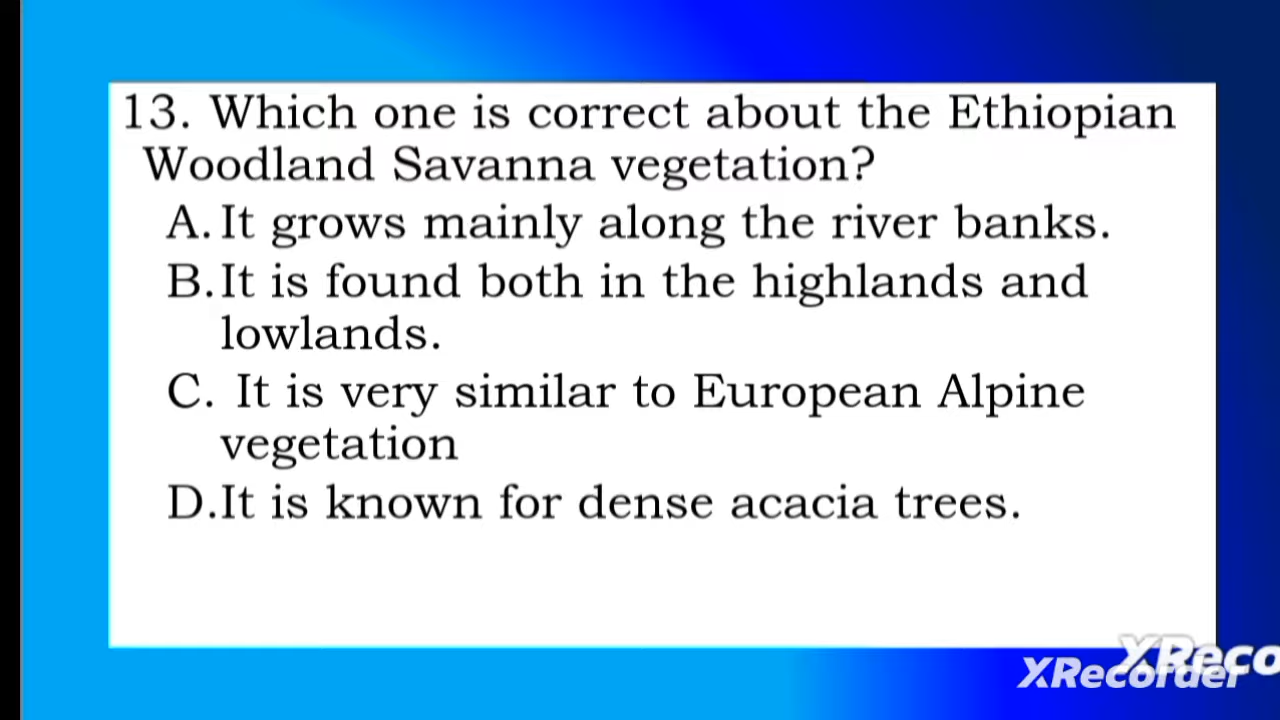 13. Which one is correct about the Ethiopian
Woodland Savanna vegetation?
A. It grows mainly along the river banks.
B. It is found both in the highlands and
lowlands.
C. It is very similar to European Alpine
vegetation
D. It is known for dense acacia trees.
XReco
XRecorder